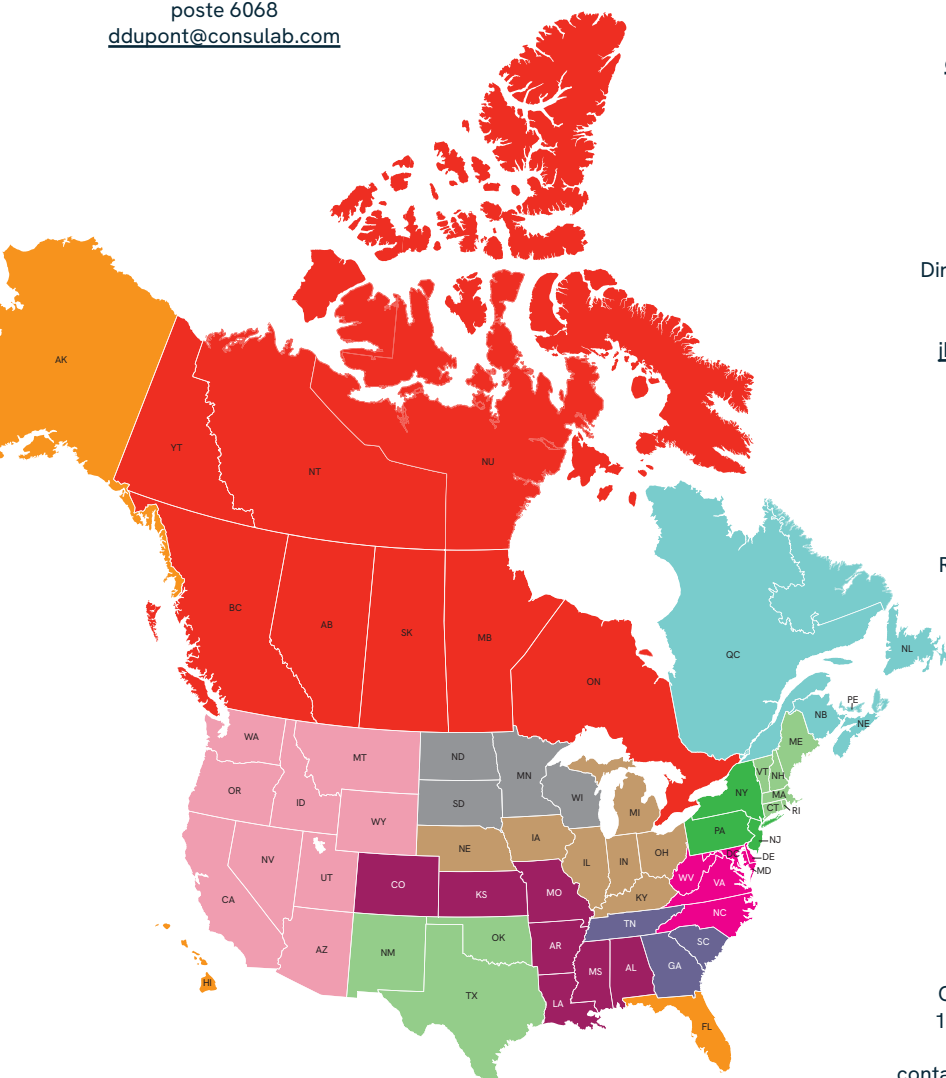 poste 6068
ddupont@consulab.com
Dir
AK
YT
NT
NU
BC
AB
SK
MB
ON
QC
NL
PE
NB
NE
ME
WA
MT
ND
MN
VT
NH
OR
ID
SD
WI
MI
NY
MA
CT
RI
WY
NE
IA
PA
NJ
NV
UT
CO
KS
MO
IL
IN
OH
DE
MD
WV
VA
CA
KY
NC
AZ
NM
OK
AR
TN
SC
HI
TX
MS
AL
GA
LA
FL
C
1
conta